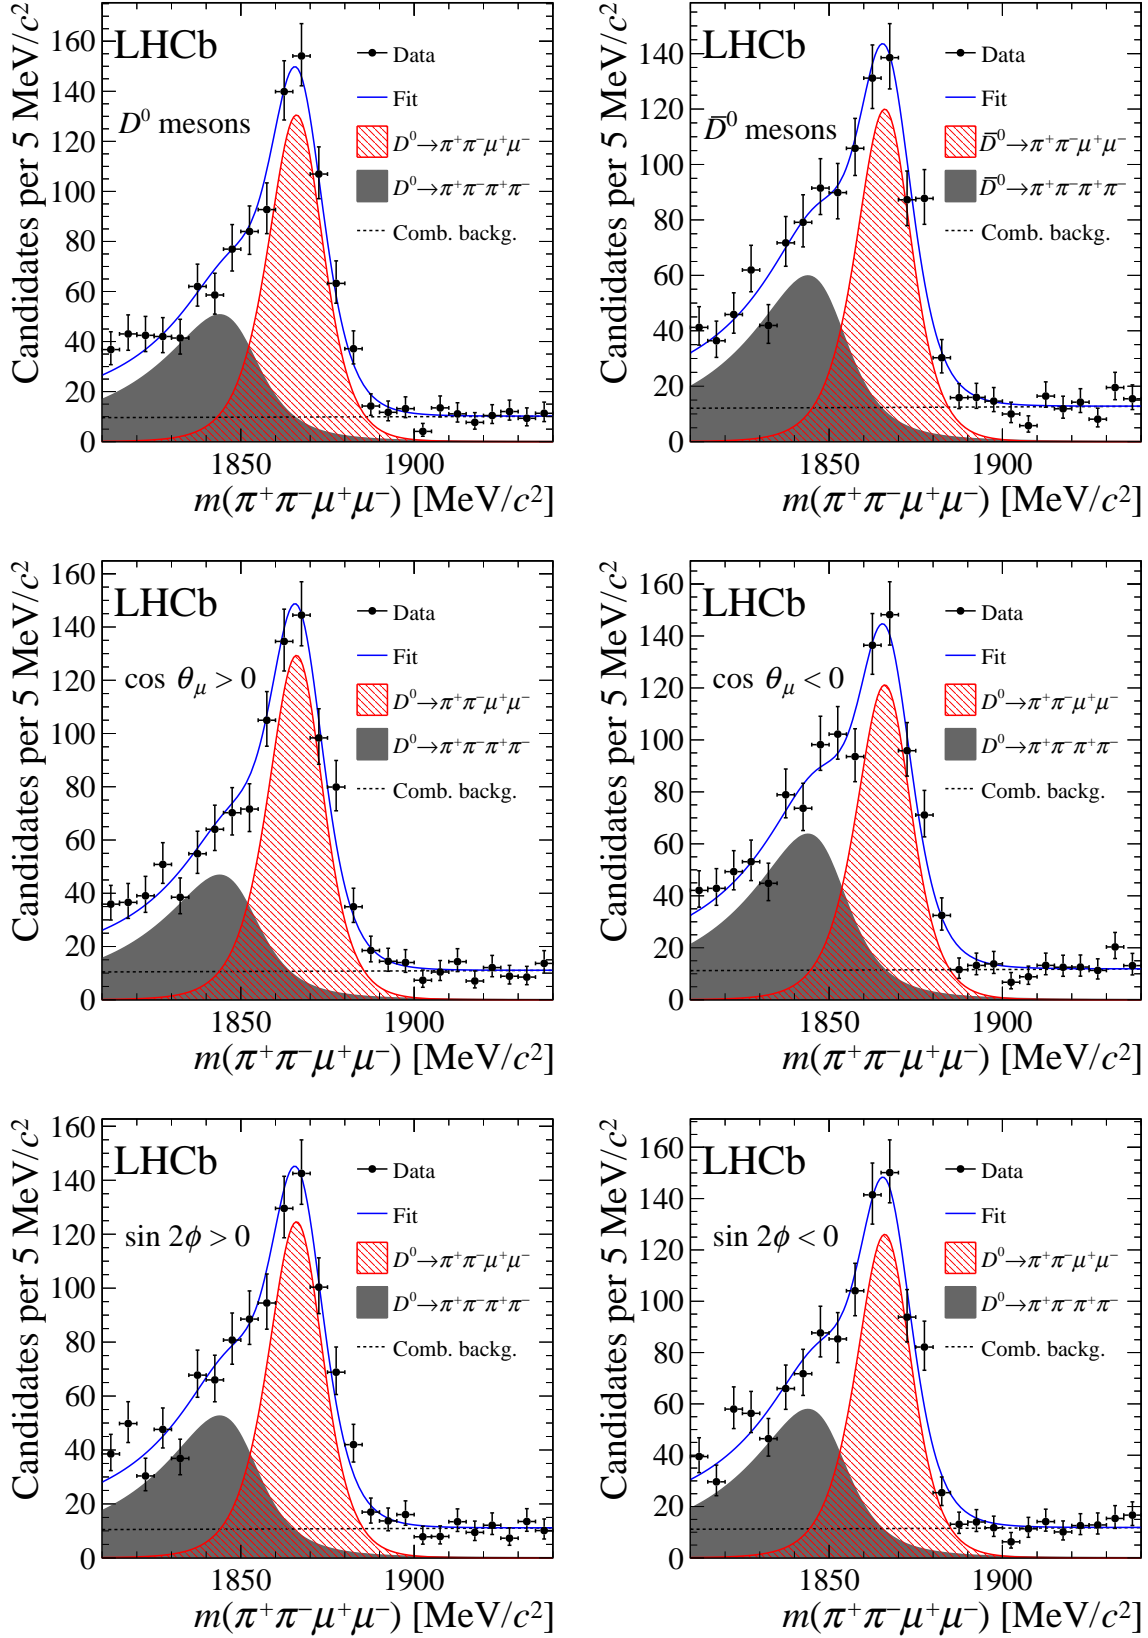 Candidates per 5 MeV/c²
160
140
120
100
80
60
40
20
0
LHCb
D⁰ mesons
Data
Fit
D⁰→π⁺π⁻μ⁺μ⁻
D⁰→π⁺π⁻π⁺π⁻
Comb. backg.
1850 1900
m(π⁺π⁻μ⁺μ⁻) [MeV/c²]
Candidates per 5 MeV/c²
140
120
100
80
60
40
20
0
LHCb
D̅⁰ mesons
Data
Fit
D̅⁰→π⁺π⁻μ⁺μ⁻
D̅⁰→π⁺π⁻π⁺π⁻
Comb. backg.
1850 1900
m(π⁺π⁻μ⁺μ⁻) [MeV/c²]
Candidates per 5 MeV/c²
160
140
120
100
80
60
40
20
0
LHCb
cos θ_μ > 0
Data
Fit
D⁰→π⁺π⁻μ⁺μ⁻
D⁰→π⁺π⁻π⁺π⁻
Comb. backg.
1850 1900
m(π⁺π⁻μ⁺μ⁻) [MeV/c²]
Candidates per 5 MeV/c²
160
140
120
100
80
60
40
20
0
LHCb
cos θ_μ < 0
Data
Fit
D⁰→π⁺π⁻μ⁺μ⁻
D⁰→π⁺π⁻π⁺π⁻
Comb. backg.
1850 1900
m(π⁺π⁻μ⁺μ⁻) [MeV/c²]
Candidates per 5 MeV/c²
160
140
120
100
80
60
40
20
0
LHCb
sin 2ϕ > 0
Data
Fit
D⁰→π⁺π⁻μ⁺μ⁻
D⁰→π⁺π⁻π⁺π⁻
Comb. backg.
1850 1900
m(π⁺π⁻μ⁺μ⁻) [MeV/c²]
Candidates per 5 MeV/c²
160
140
120
100
80
60
40
20
0
LHCb
sin 2ϕ < 0
Data
Fit
D⁰→π⁺π⁻μ⁺μ⁻
D⁰→π⁺π⁻π⁺π⁻
Comb. backg.
1850 1900
m(π⁺π⁻μ⁺μ⁻) [MeV/c²]